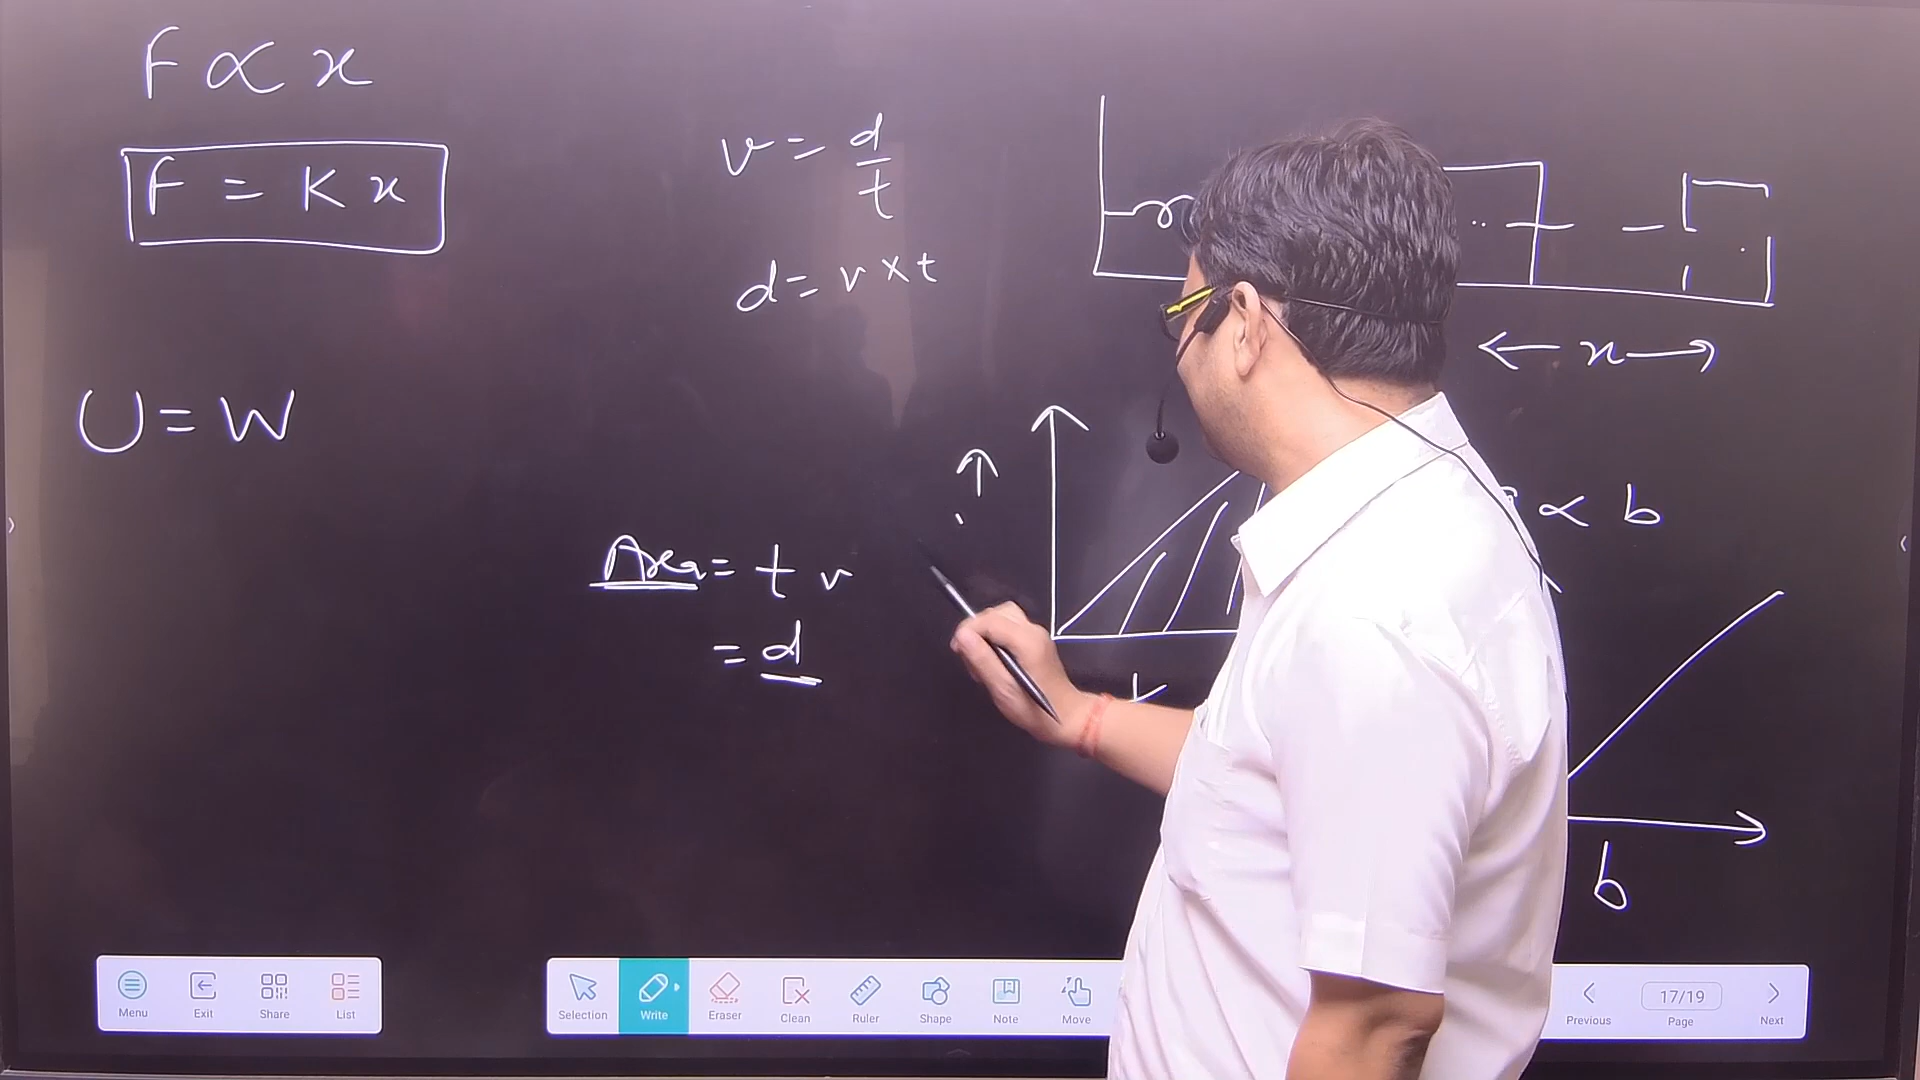 F ∝ x
F = K x
v = d/t
d = v × t
← x →
U = W
∝ b
Area = t v
= d
b
Menu
Exit
Share
List
Selection
Write
Eraser
Clean
Ruler
Shape
Note
Move
Previous
17/19
Page
Next